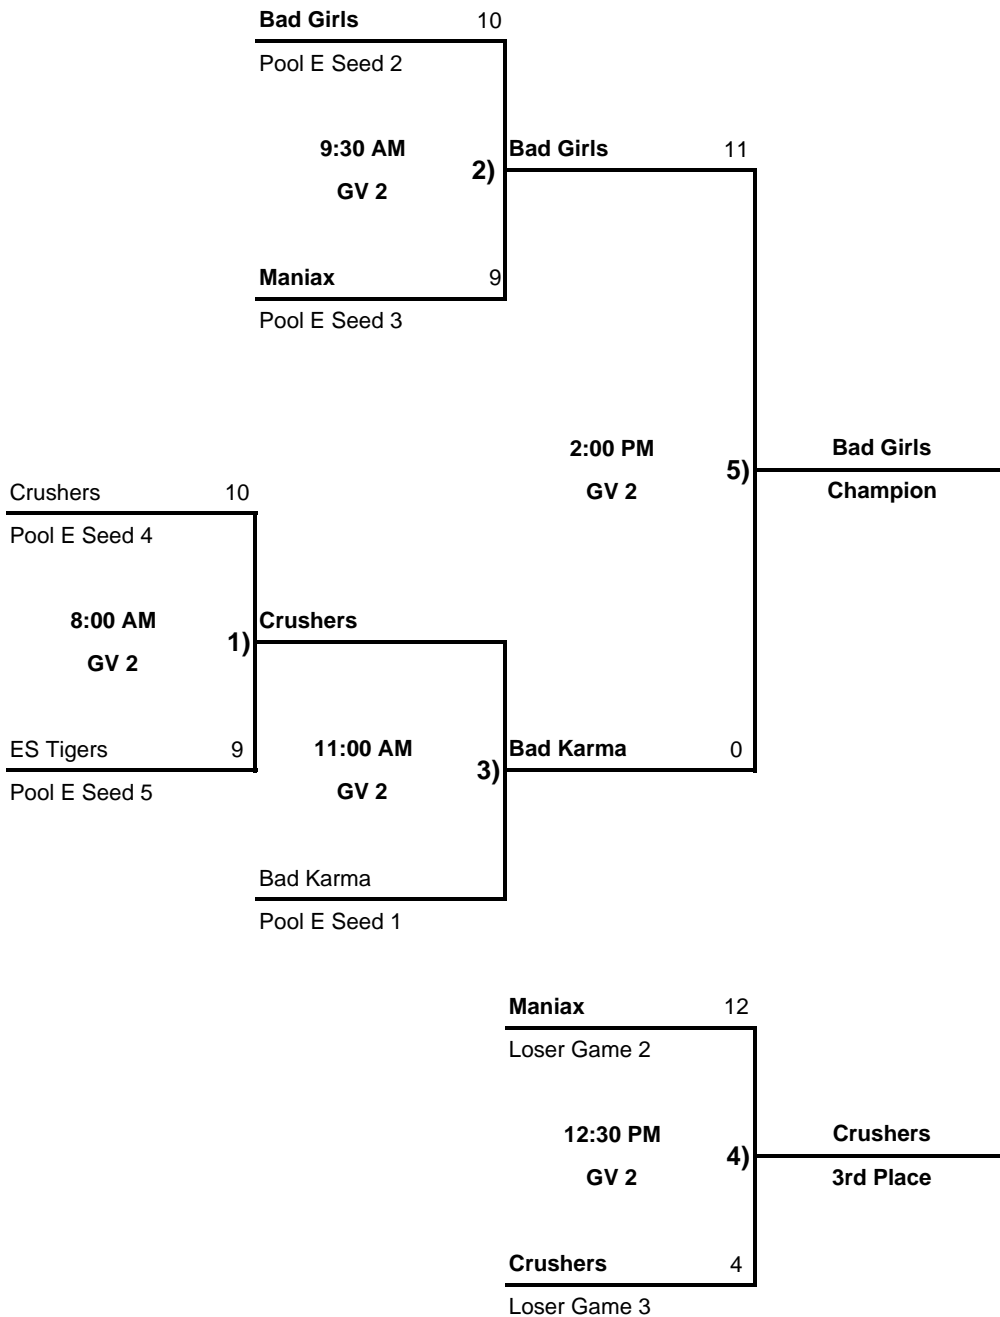 Bad Girls 10
Pool E Seed 2
9:30 AM
GV 2
2)
Bad Girls 11
Maniax 9
Pool E Seed 3
2:00 PM
GV 2
5)
Bad Girls
Champion
Crushers 10
Pool E Seed 4
8:00 AM
GV 2
1)
Crushers
ES Tigers 9
Pool E Seed 5
11:00 AM
GV 2
3)
Bad Karma 0
Bad Karma
Pool E Seed 1
Maniax 12
Loser Game 2
12:30 PM
GV 2
4)
Crushers
3rd Place
Crushers 4
Loser Game 3